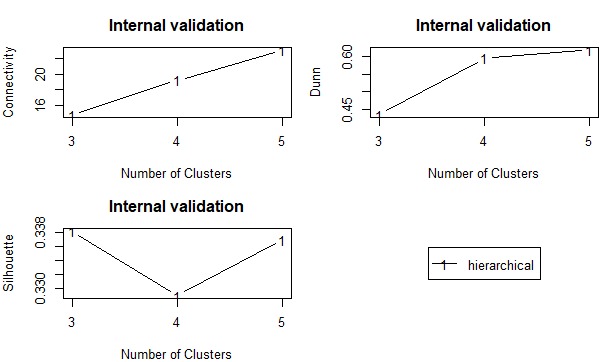 Internal validation
Connectivity
20
16
1
1
1
3
4
5
Number of Clusters
Internal validation
Dunn
0.60
0.45
1
1
1
3
4
5
Number of Clusters
Internal validation
Silhouette
0.338
0.330
1
1
1
3
4
5
Number of Clusters
1 hierarchical